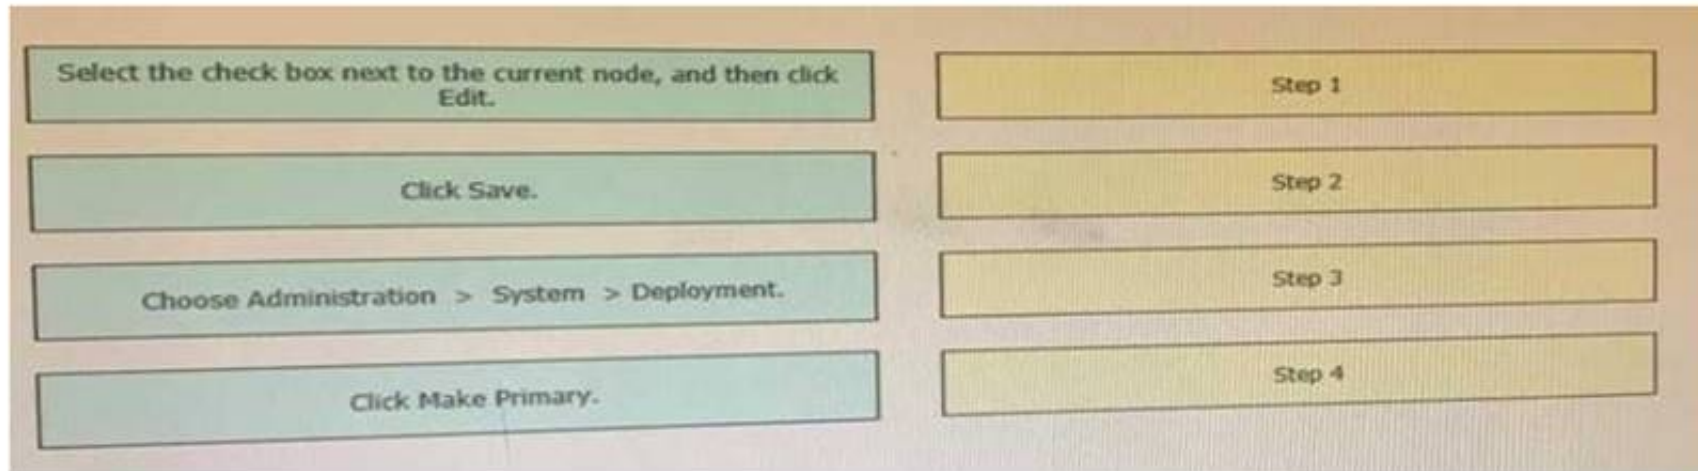 Select the check box next to the current node, and then click
Edit.
Click Save.
Choose Administration > System > Deployment.
Click Make Primary.
Step 1
Step 2
Step 3
Step 4